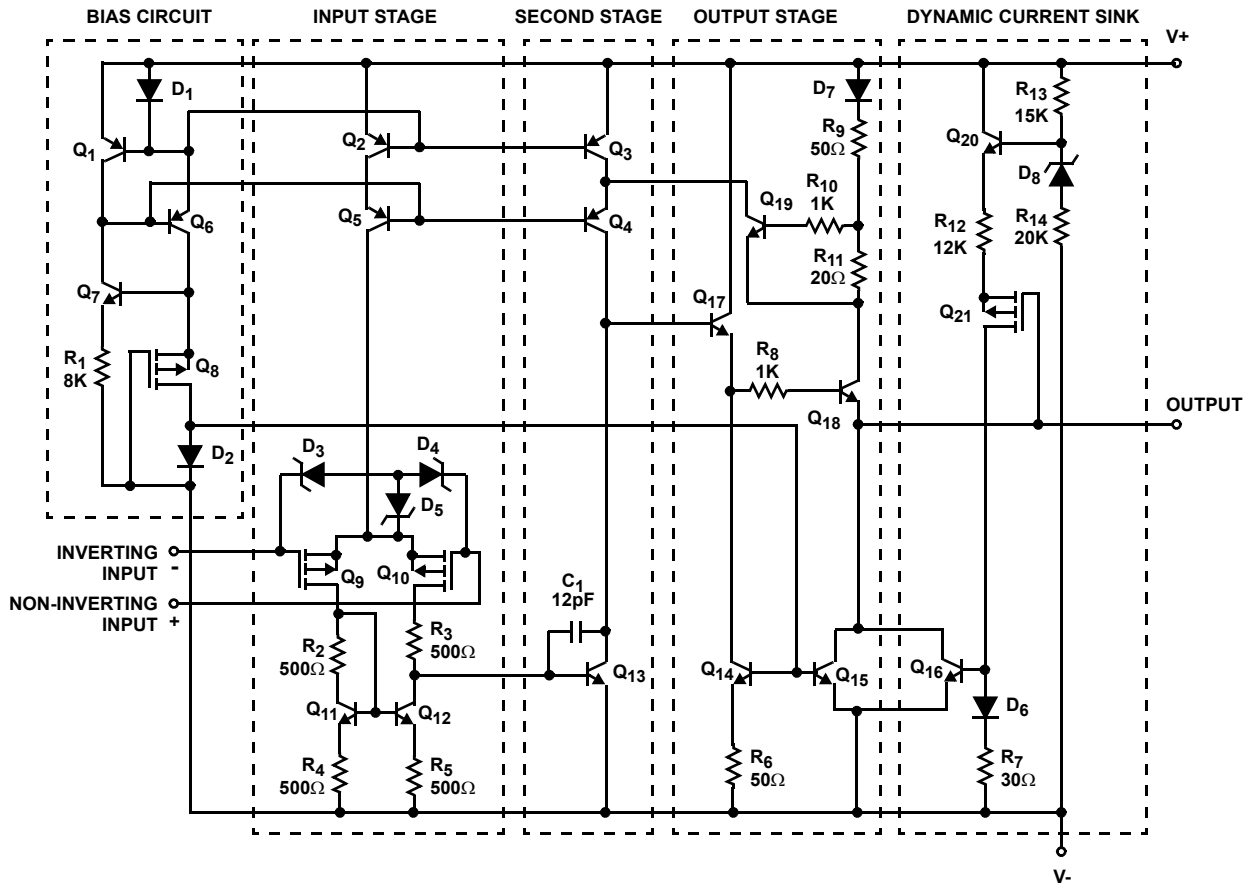 BIAS CIRCUIT
INPUT STAGE
SECOND STAGE
OUTPUT STAGE
DYNAMIC CURRENT SINK
V+
D1
D7
R13
15K
Q1
Q2
Q3
R9
50Ω
Q20
D8
Q6
Q5
Q4
Q19
R10
1K
R12
12K
R14
20K
Q7
R11
20Ω
Q17
Q21
R1
8K
Q8
R8
1K
Q18
OUTPUT
D2
D3
D4
D5
INVERTING
INPUT
-
Q9
Q10
NON-INVERTING
INPUT
+
C1
12pF
R2
500Ω
R3
500Ω
Q13
Q14
Q15
Q16
Q11
Q12
D6
R4
500Ω
R5
500Ω
R6
50Ω
R7
30Ω
V-